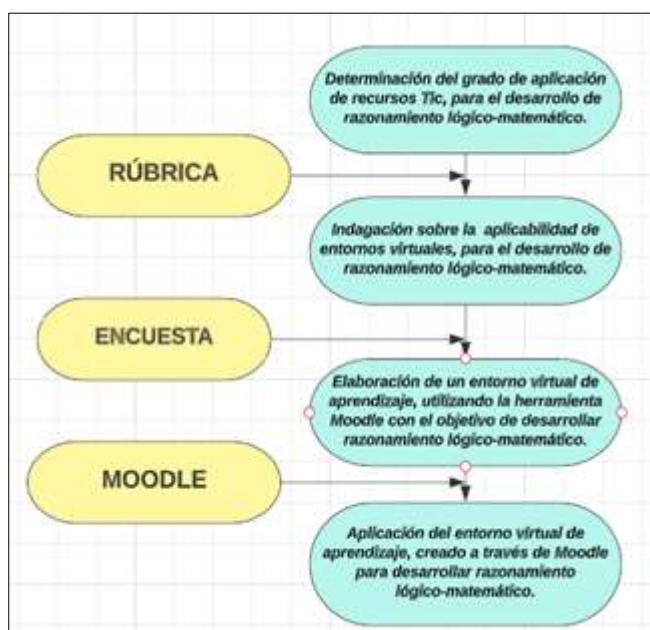 Determinación del grado de aplicación
de recursos Tic, para el desarrollo de
razonamiento lógico-matemático.
RÚBRICA
Indagación sobre la aplicabilidad de
entornos virtuales, para el desarrollo de
razonamiento lógico-matemático.
ENCUESTA
Elaboración de un entorno virtual de
aprendizaje, utilizando la herramienta
Moodle con el objetivo de desarrollar
razonamiento lógico-matemático.
MOODLE
Aplicación del entorno virtual de
aprendizaje, creado a través de Moodle
para desarrollar razonamiento
lógico-matemático.